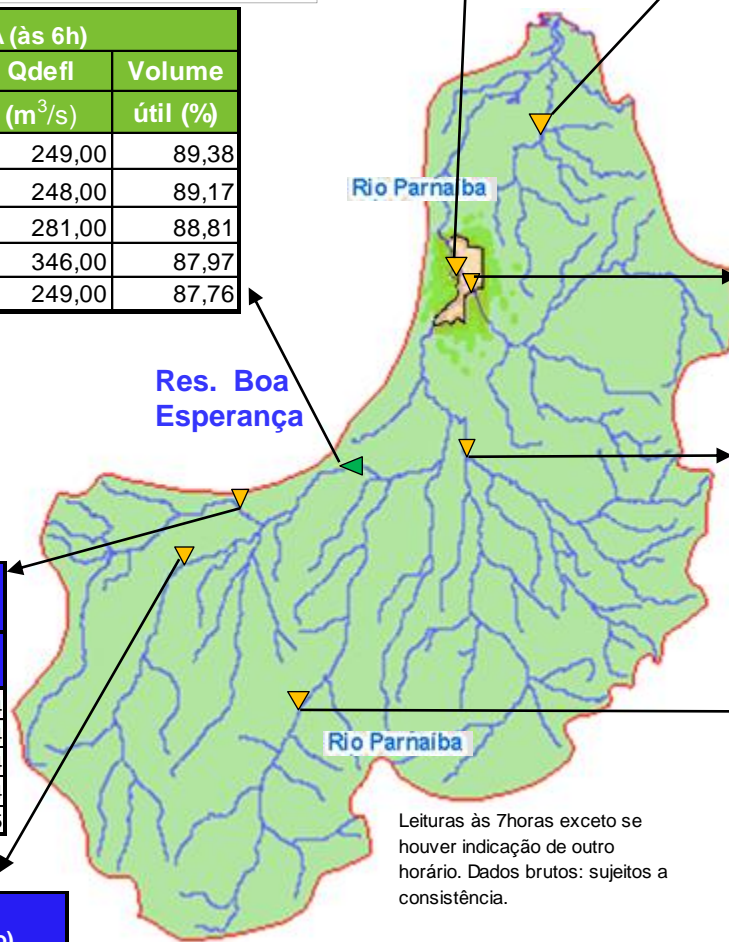 (às 6h)
Qdefl Volume
(m³/s) útil (%)
249,00 89,38
248,00 89,17
281,00 88,81
346,00 87,97
249,00 87,76
Rio Parnaíba
Res. Boa
Esperança
Rio Parnaíba
Leituras às 7horas exceto se
houver indicação de outro
horário. Dados brutos: sujeitos a
consistência.